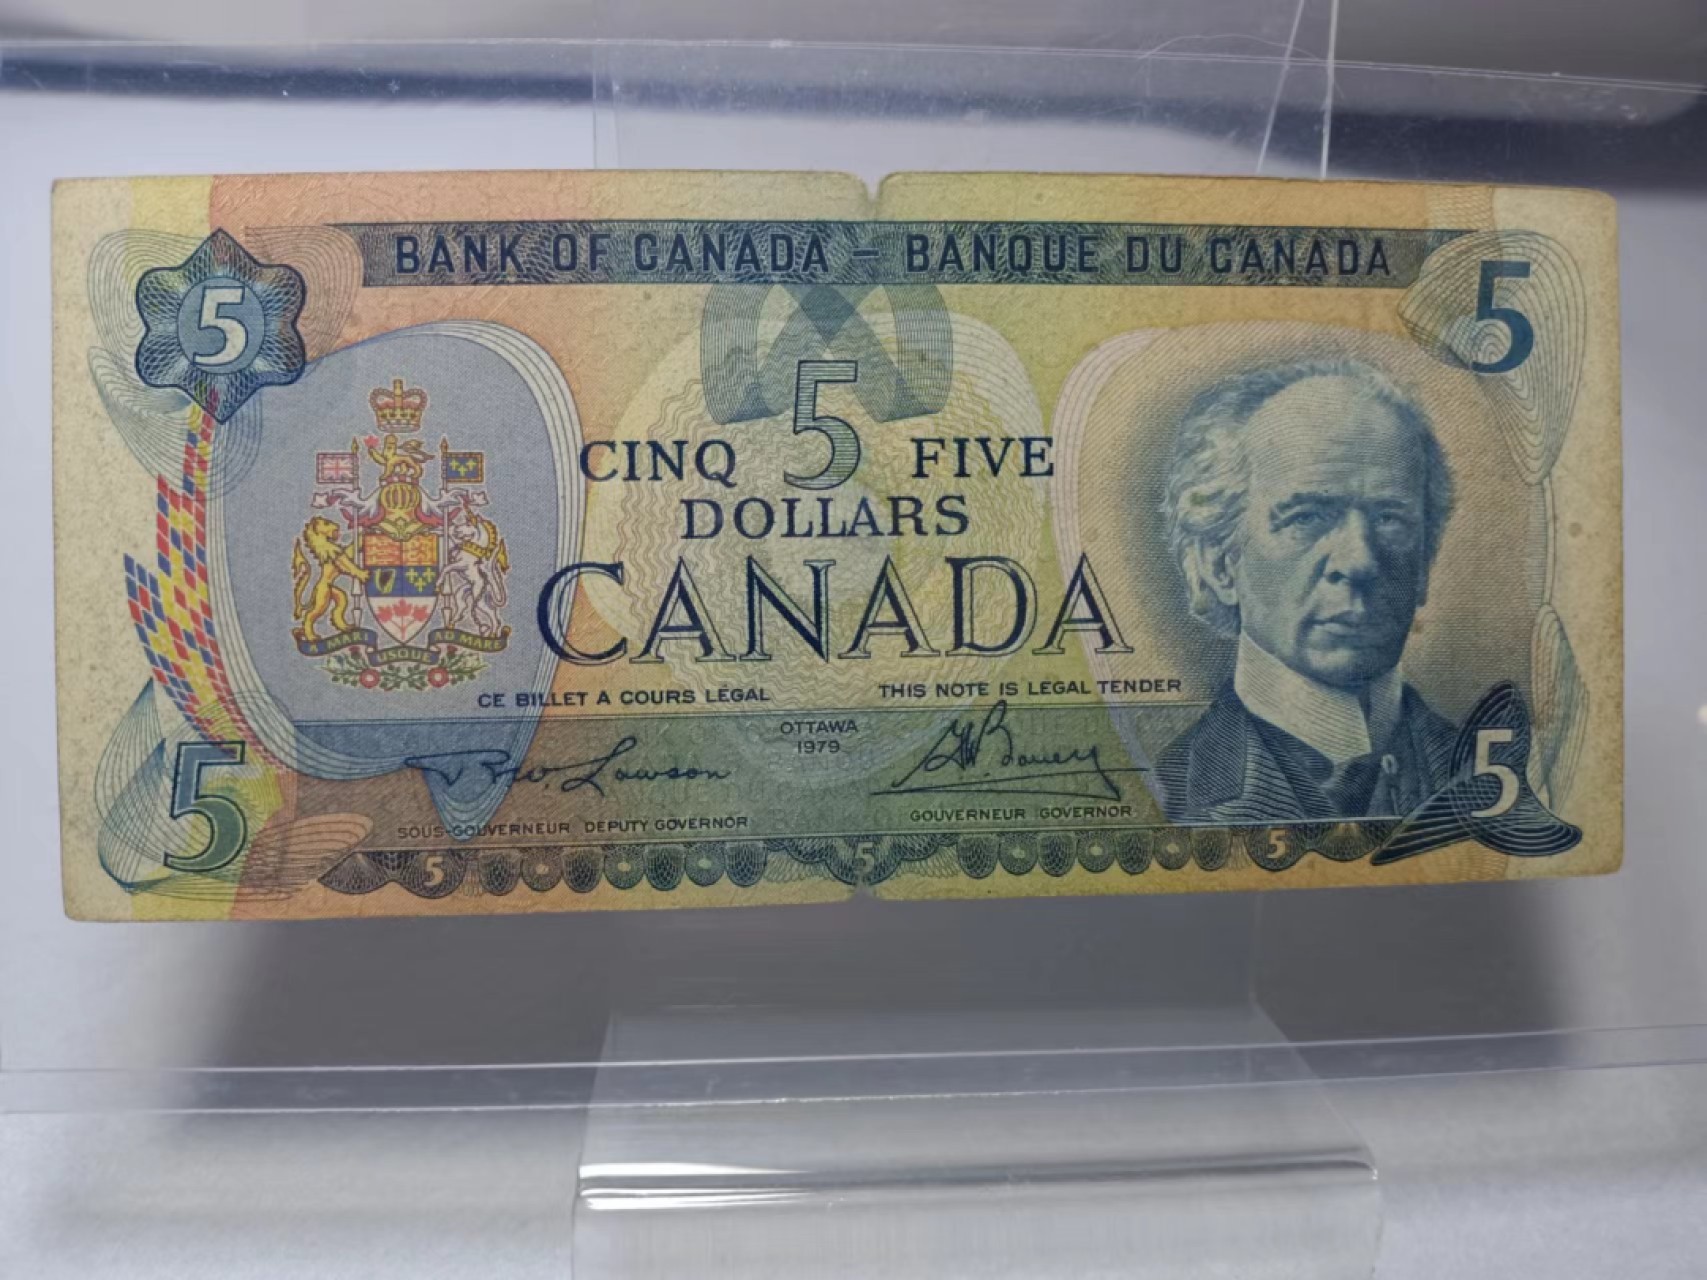 BANK OF CANADA – BANQUE DU CANADA
5 5
CINQ 5 FIVE
DOLLARS
CANADA
A MARI USQUE AD MARE
CE BILLET A COURS LÉGAL THIS NOTE IS LEGAL TENDER
OTTAWA
1979
Lawson G.K. Bouey
SOUS-GOUVERNEUR DEPUTY GOVERNOR GOUVERNEUR GOVERNOR
5 5
5 5 5